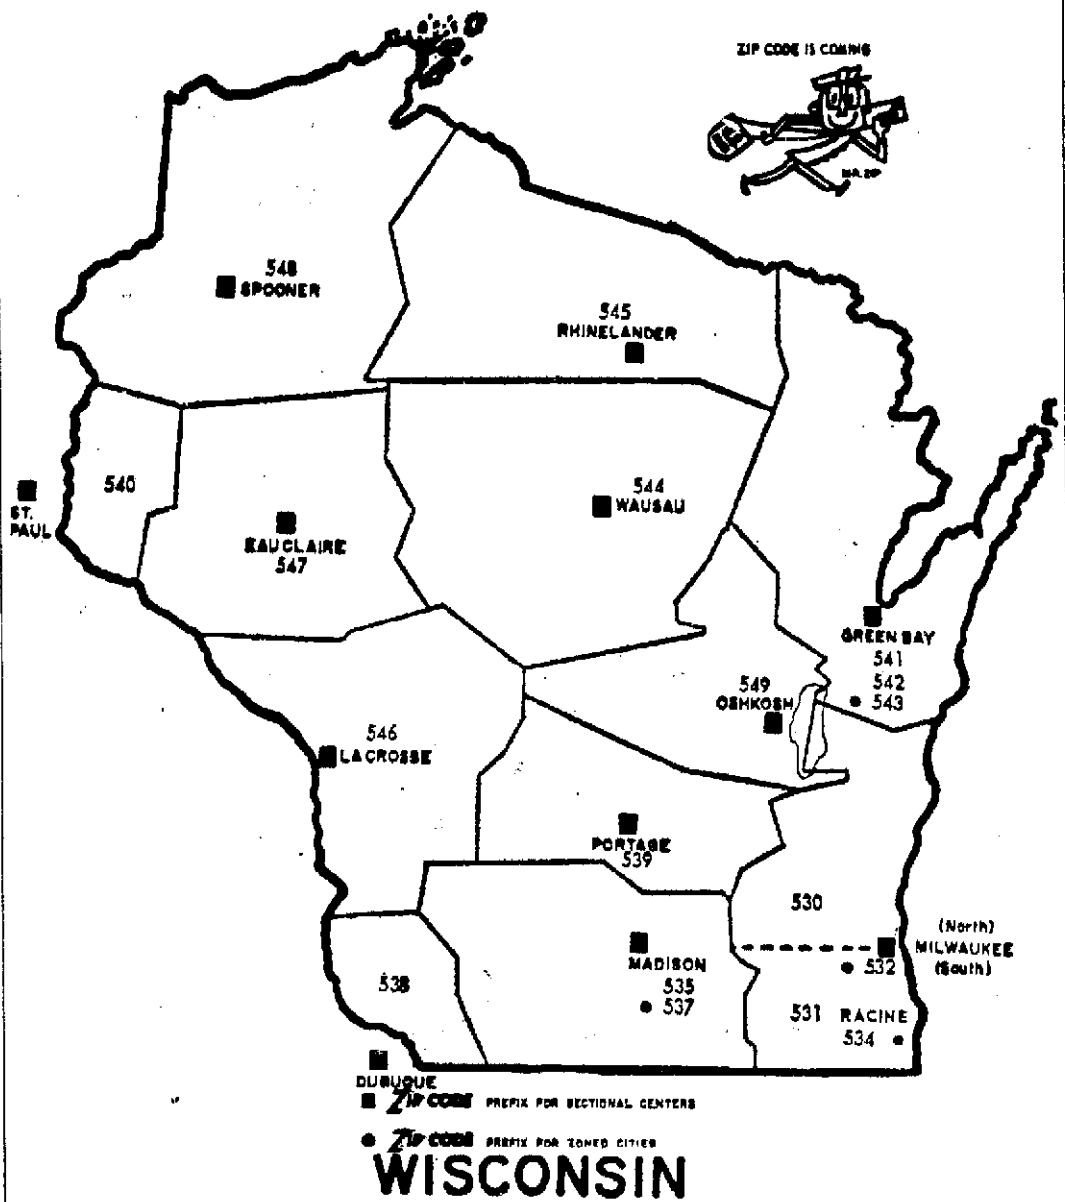 ZIP CODE IS COMING
MR. ZIP
548
SPOONER
545
RHINELANDER
540
ST.
PAUL
544
WAUSAU
EAU CLAIRE
547
GREEN BAY
541
542
543
549
OSHKOSH
546
LA CROSSE
PORTAGE
539
530
(North)
MILWAUKEE
(South)
532
MADISON
535
537
538
531
RACINE
534
DUBUQUE
ZIP CODE PREFIX FOR SECTIONAL CENTERS
ZIP CODE PREFIX FOR ZONED CITIES
WISCONSIN